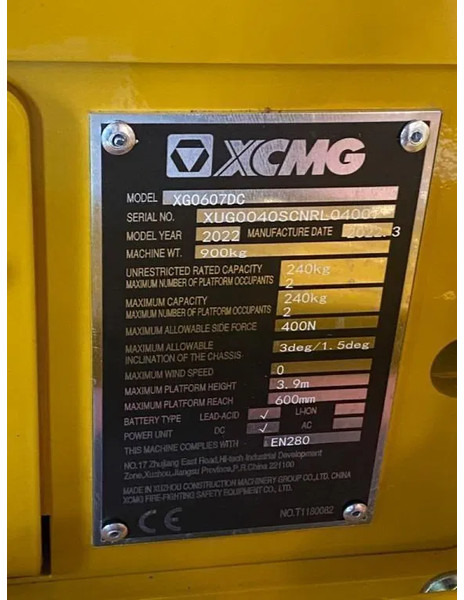 XCMG
MODEL XG0607DC
SERIAL NO. XUG0040SCNRL0400
MODEL YEAR 2022 MANUFACTURE DATE 2022.3
MACHINE WT. 900kg
UNRESTRICTED RATED CAPACITY 240kg
MAXIMUM NUMBER OF PLATFORM OCCUPANTS 2
MAXIMUM CAPACITY 240kg
MAXIMUM NUMBER OF PLATFORM OCCUPANTS 2
MAXIMUM ALLOWABLE SIDE FORCE 400N
MAXIMUM ALLOWABLE
INCLINATION OF THE CHASSIS 3deg/1.5deg
MAXIMUM WIND SPEED 0
MAXIMUM PLATFORM HEIGHT 3.9m
MAXIMUM PLATFORM REACH 600mm
BATTERY TYPE LEAD-ACID √ LI-ION
POWER UNIT DC √ AC
THIS MACHINE COMPLIES WITH EN280
NO.17 Zhujiang East Road,Hi-tech Industrial Development
Zone,Xuzhou,Jiangsu Province,P.R.China 221100
MADE IN XUZHOU CONSTRUCTION MACHINERY GROUP CO.,LTD. CHINA
XCMG FIRE-FIGHTING SAFETY EQUIPMENT CO., LTD.
CE NO.T1180082